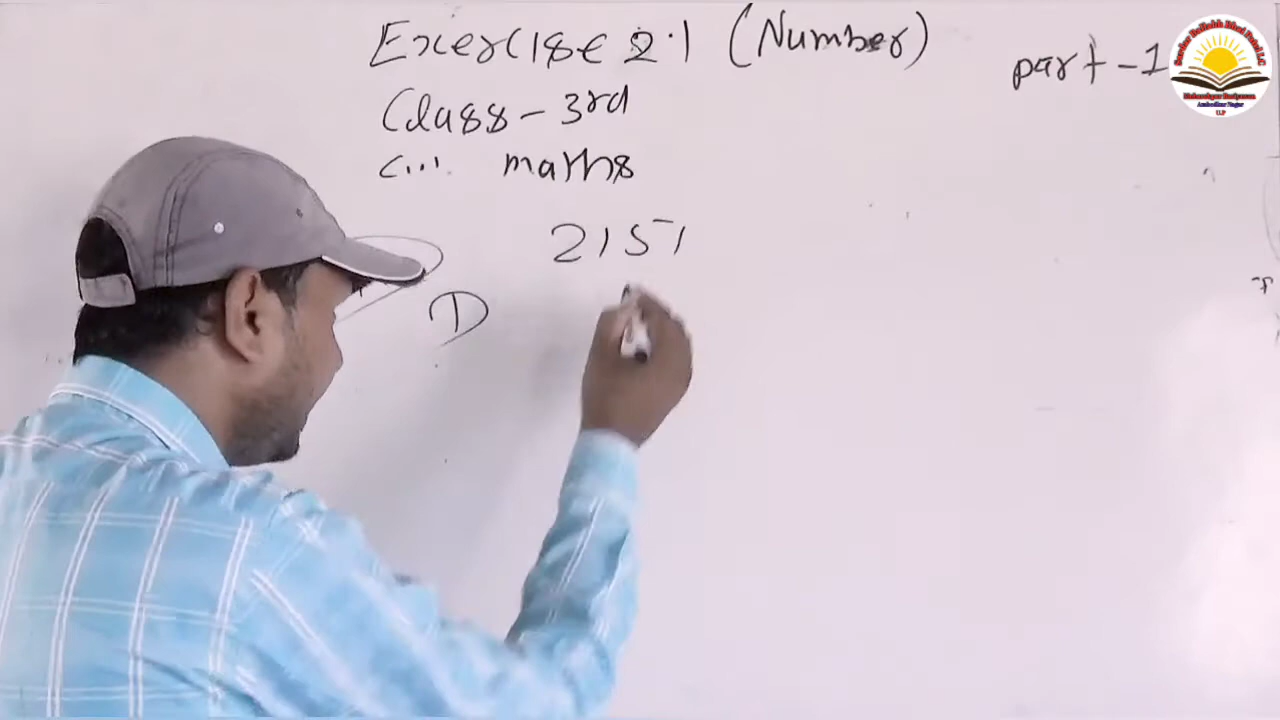 Exercise 2.1 (Number)
part - 1
Class - 3rd
maths
2151
D